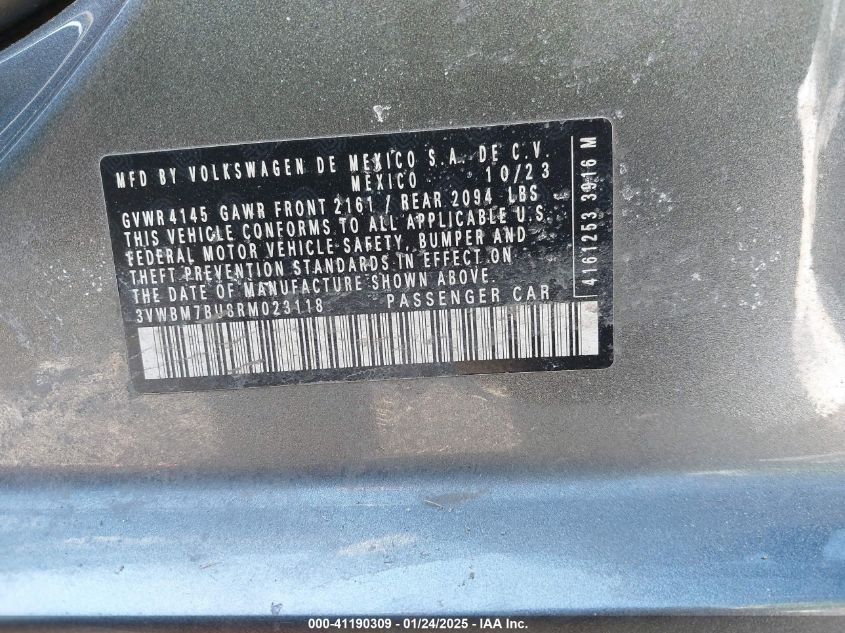 MFD BY VOLKSWAGEN DE MEXICO S.A. DE C.V.
MEXICO 10/23
GVWR 4145 GAWR FRONT 2161 / REAR 2094 LBS
THIS VEHICLE CONFORMS TO ALL APPLICABLE U.S.
FEDERAL MOTOR VEHICLE SAFETY, BUMPER AND
THEFT PREVENTION STANDARDS IN EFFECT ON
THE DATE OF MANUFACTURE SHOWN ABOVE.
3VWBM7BU8RM023118 PASSENGER CAR
4161253 3916 M
000-41190309 - 01/24/2025 - IAA Inc.